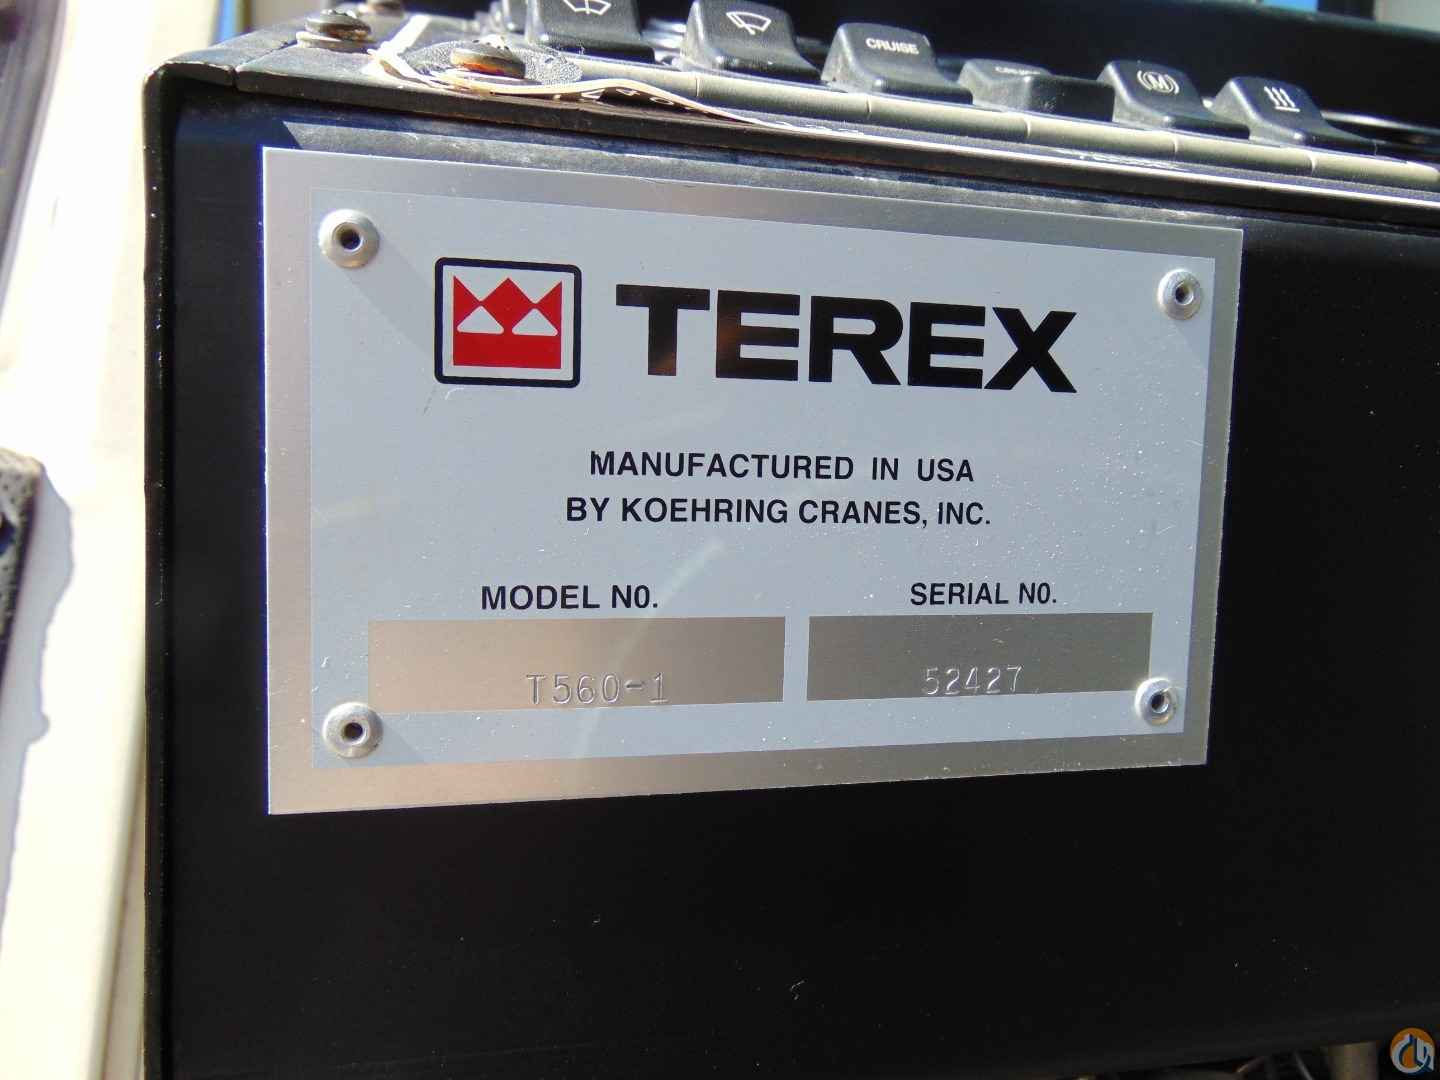 CRUISE
(M)
TEREX
MANUFACTURED IN USA
BY KOEHRING CRANES, INC.
MODEL NO. SERIAL NO.
T560-1 52427